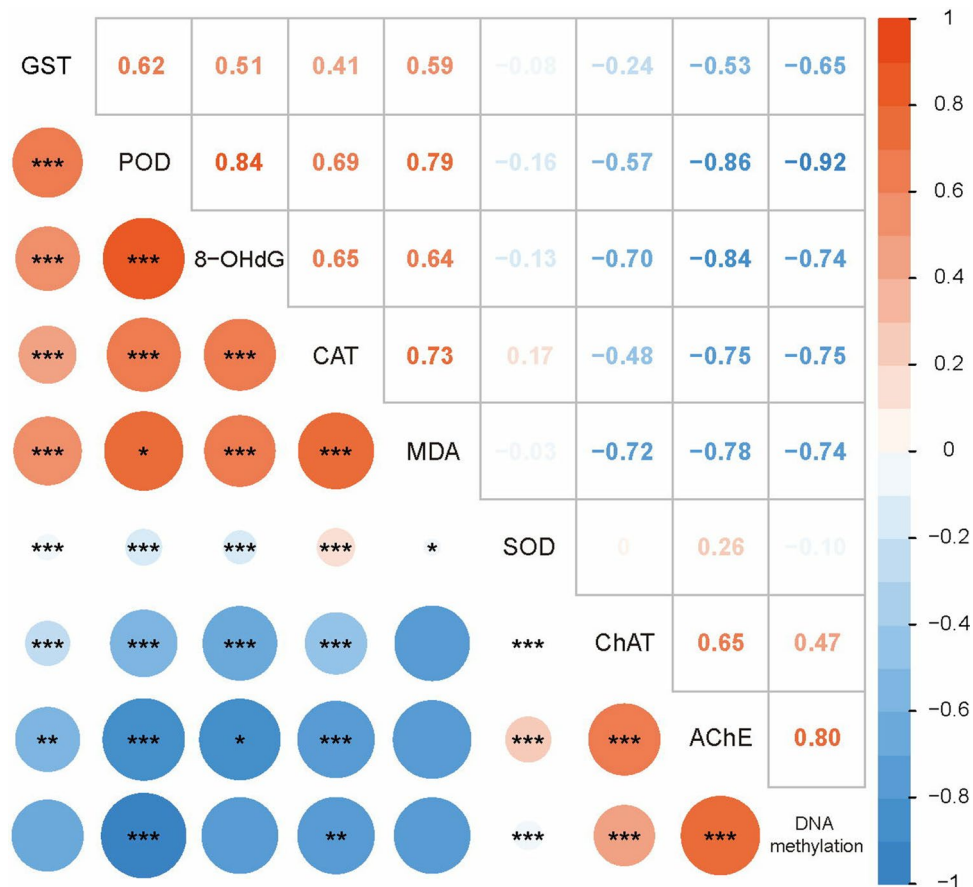 GST 0.62 0.51 0.41 0.59 −0.08 −0.24 −0.53 −0.65
*** POD 0.84 0.69 0.79 −0.16 −0.57 −0.86 −0.92
*** *** 8−OHdG 0.65 0.64 −0.13 −0.70 −0.84 −0.74
*** *** *** CAT 0.73 0.17 −0.48 −0.75 −0.75
*** * *** *** MDA −0.03 −0.72 −0.78 −0.74
*** *** *** *** * SOD 0 0.26 −0.10
*** *** *** *** *** ChAT 0.65 0.47
** *** * *** *** *** AChE 0.80
*** ** *** *** *** DNA
methylation
1
0.8
0.6
0.4
0.2
0
−0.2
−0.4
−0.6
−0.8
−1